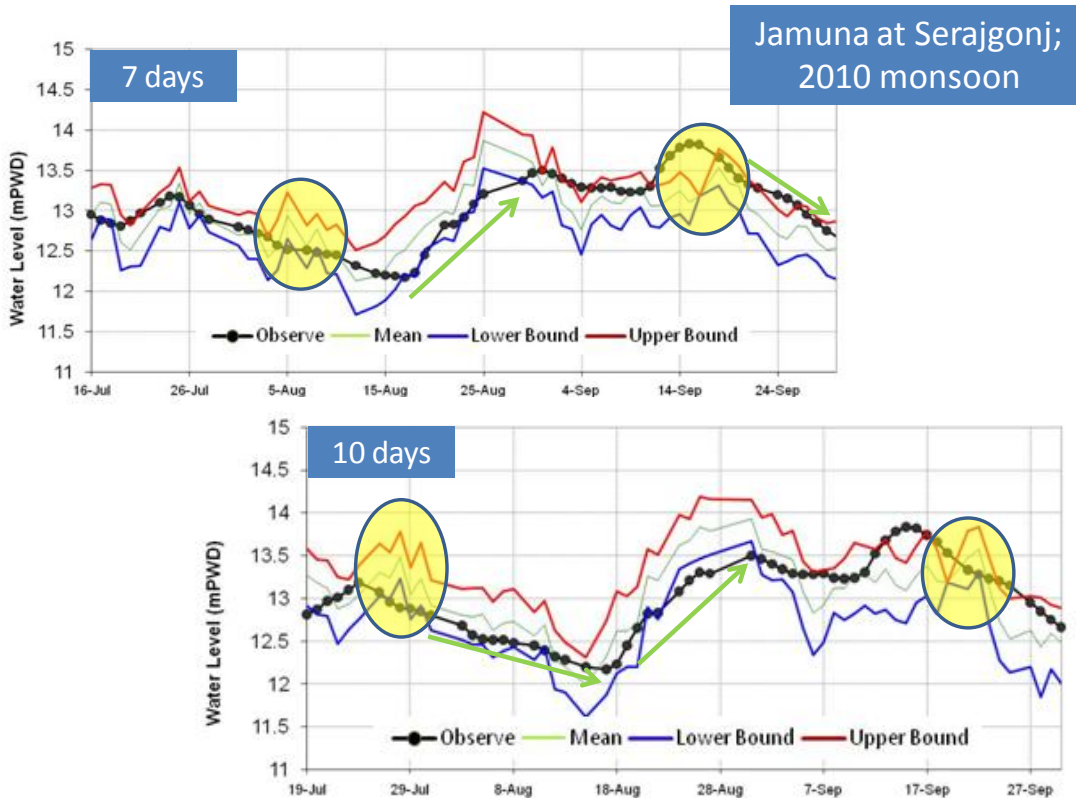 Jamuna at Serajgonj;
2010 monsoon
7 days
Water Level (mPWD)
15
14.5
14
13.5
13
12.5
12
11.5
11
Observe Mean Lower Bound Upper Bound
16-Jul 26-Jul 5-Aug 15-Aug 25-Aug 4-Sep 14-Sep 24-Sep
10 days
Water Level (mPWD)
15
14.5
14
13.5
13
12.5
12
11.5
11
Observe Mean Lower Bound Upper Bound
19-Jul 29-Jul 8-Aug 18-Aug 28-Aug 7-Sep 17-Sep 27-Sep